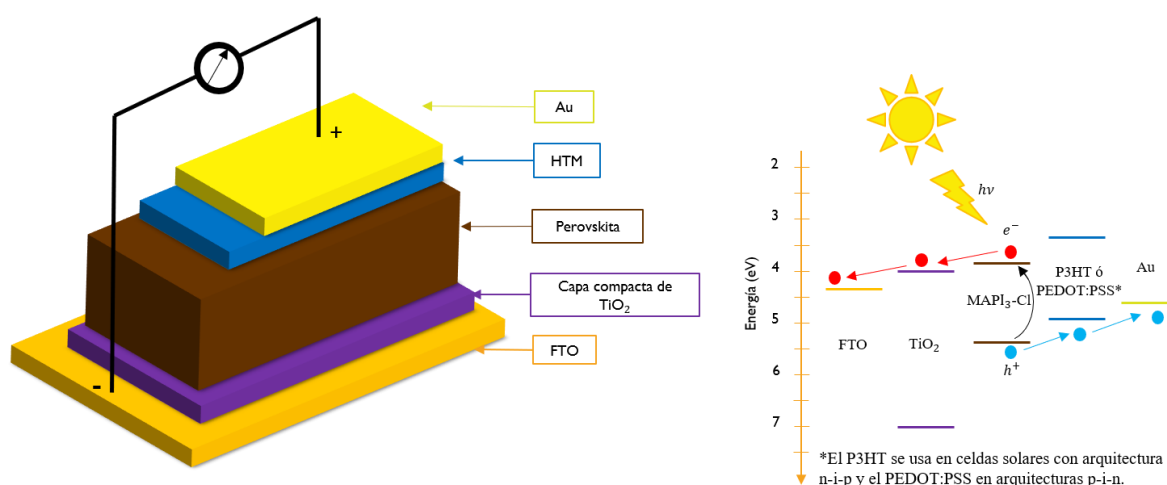 Au
+
HTM
Perovskita
Capa compacta de
TiO₂
FTO
-
Energía (eV)
2
3
4
5
6
7
hν
e⁻
P3HT ó
PEDOT:PSS*
Au
MAPI₃-Cl
FTO
TiO₂
h⁺
*El P3HT se usa en celdas solares con arquitectura
n-i-p y el PEDOT:PSS en arquitecturas p-i-n.